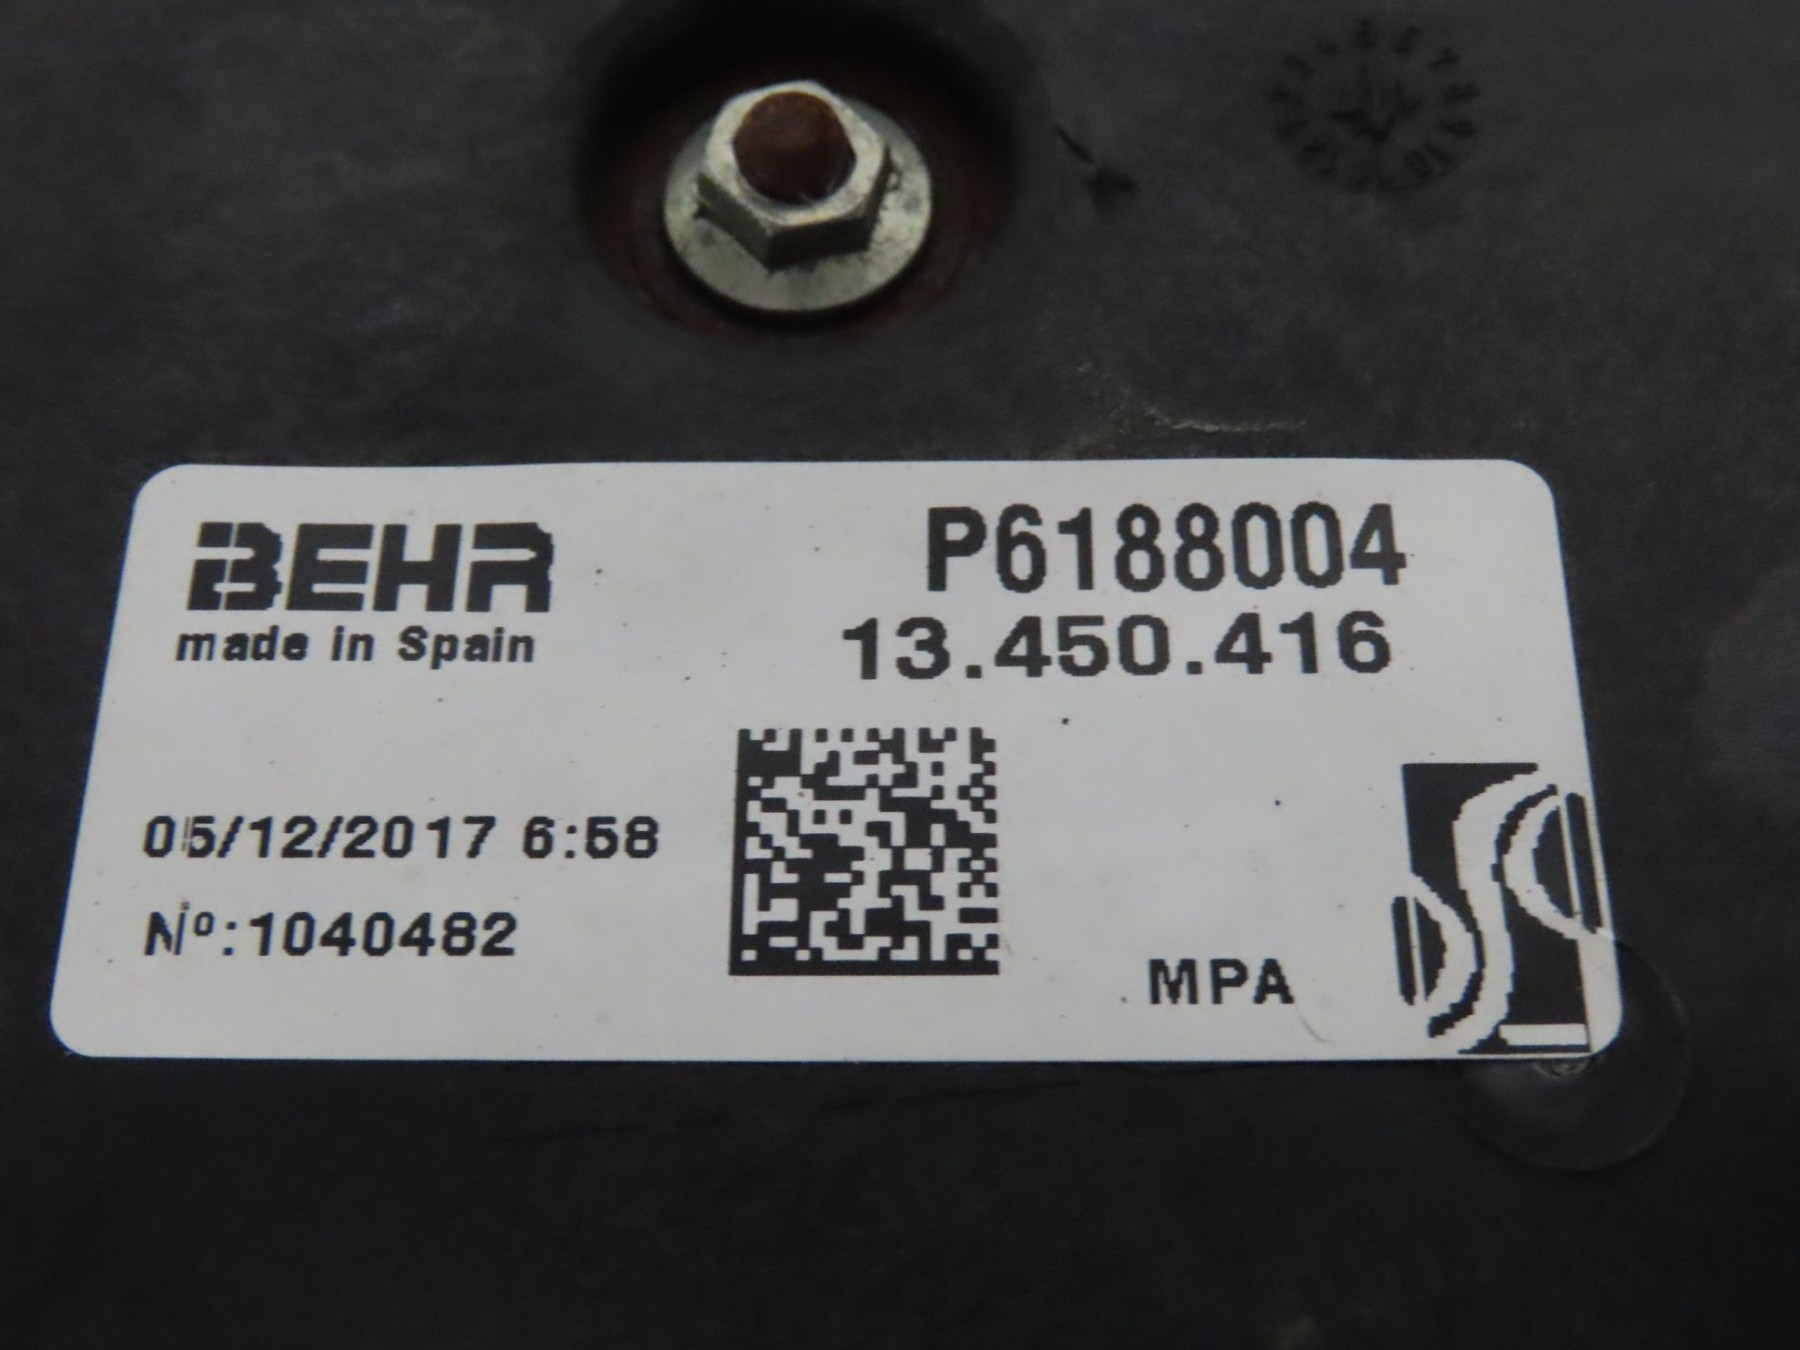 BEHR
made in Spain
P6188004
13.450.416
05/12/2017 6:58
Nº:1040482
MPA